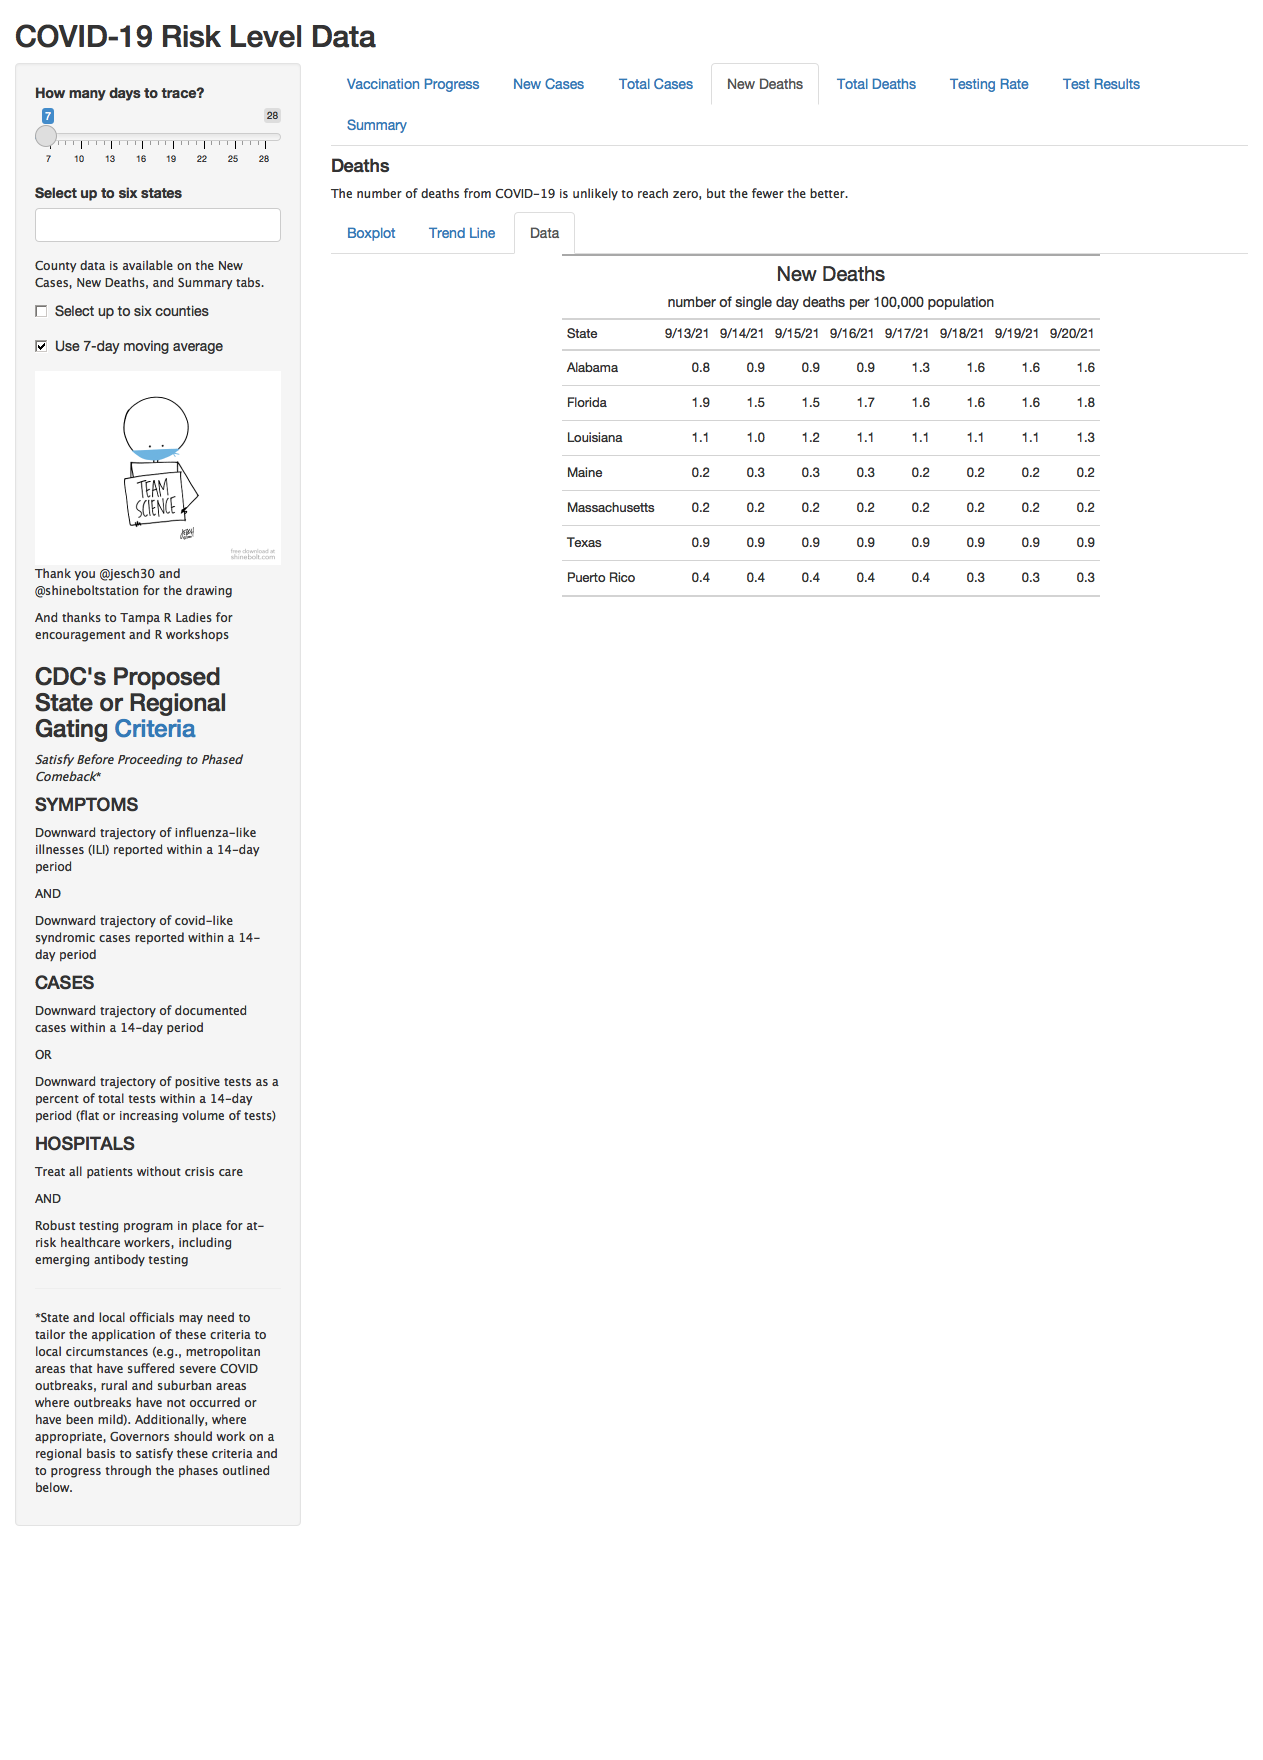 COVID-19 Risk Level Data
How many days to trace?
7 28
7 10 13 16 19 22 25 28
Select up to six states
County data is available on the New
Cases, New Deaths, and Summary tabs.
Select up to six counties
Use 7-day moving average
TEAM
SCIENCE
free download at
shinebolt.com
Thank you @jesch30 and
@shineboltstation for the drawing
And thanks to Tampa R Ladies for
encouragement and R workshops
CDC's Proposed
State or Regional
Gating Criteria
Satisfy Before Proceeding to Phased
Comeback*
SYMPTOMS
Downward trajectory of influenza-like
illnesses (ILI) reported within a 14-day
period
AND
Downward trajectory of covid-like
syndromic cases reported within a 14-
day period
CASES
Downward trajectory of documented
cases within a 14-day period
OR
Downward trajectory of positive tests as a
percent of total tests within a 14-day
period (flat or increasing volume of tests)
HOSPITALS
Treat all patients without crisis care
AND
Robust testing program in place for at-
risk healthcare workers, including
emerging antibody testing
*State and local officials may need to
tailor the application of these criteria to
local circumstances (e.g., metropolitan
areas that have suffered severe COVID
outbreaks, rural and suburban areas
where outbreaks have not occurred or
have been mild). Additionally, where
appropriate, Governors should work on a
regional basis to satisfy these criteria and
to progress through the phases outlined
below.
Vaccination Progress New Cases Total Cases New Deaths Total Deaths Testing Rate Test Results
Summary
Deaths
The number of deaths from COVID-19 is unlikely to reach zero, but the fewer the better.
Boxplot Trend Line Data
New Deaths
number of single day deaths per 100,000 population
State 9/13/21 9/14/21 9/15/21 9/16/21 9/17/21 9/18/21 9/19/21 9/20/21
Alabama 0.8 0.9 0.9 0.9 1.3 1.6 1.6 1.6
Florida 1.9 1.5 1.5 1.7 1.6 1.6 1.6 1.8
Louisiana 1.1 1.0 1.2 1.1 1.1 1.1 1.1 1.3
Maine 0.2 0.3 0.3 0.3 0.2 0.2 0.2 0.2
Massachusetts 0.2 0.2 0.2 0.2 0.2 0.2 0.2 0.2
Texas 0.9 0.9 0.9 0.9 0.9 0.9 0.9 0.9
Puerto Rico 0.4 0.4 0.4 0.4 0.4 0.3 0.3 0.3